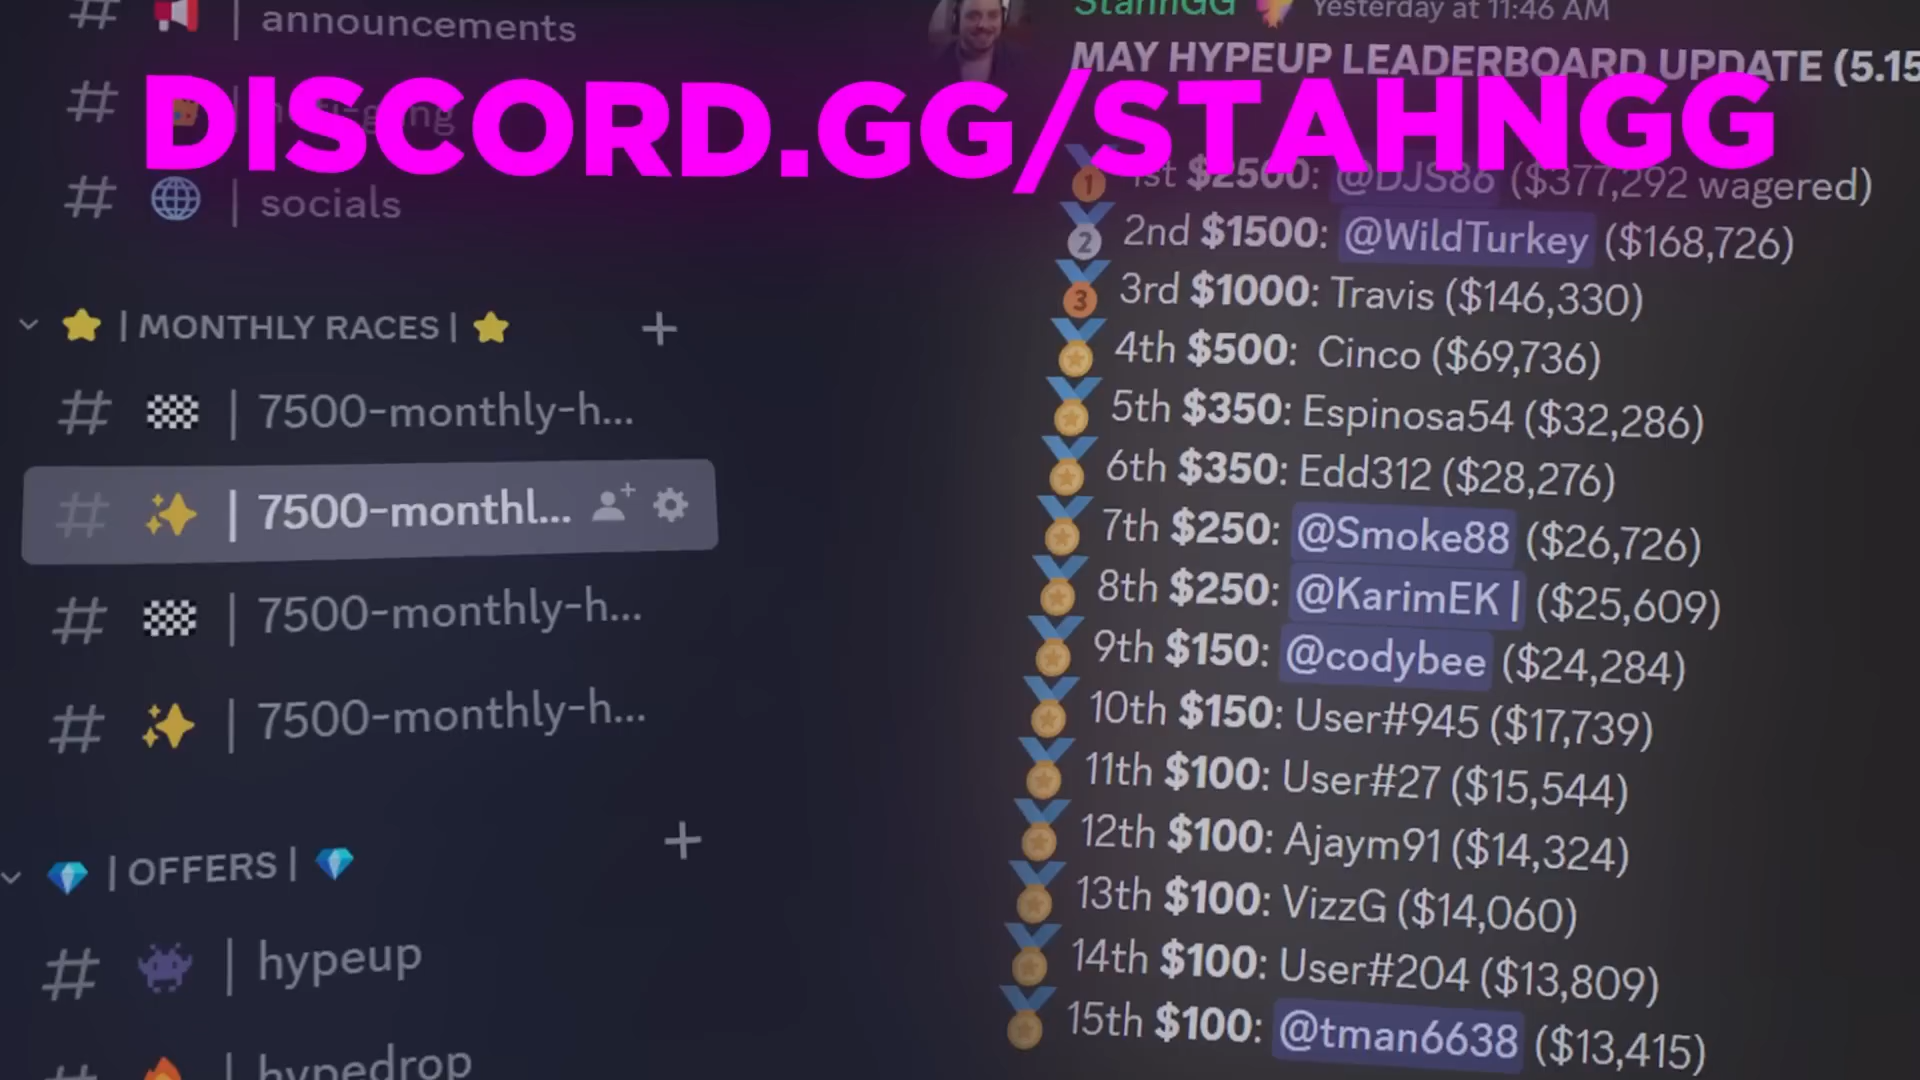 DISCORD.GG/STAHNGG
announcements
socials
| MONTHLY RACES |
7500-monthly-h...
7500-monthl...
7500-monthly-h...
7500-monthly-h...
| OFFERS |
hypeup
hypedrop
StahnGG Yesterday at 11:46 AM
MAY HYPEUP LEADERBOARD UPDATE (5.15
1st $2500: @DJS86 ($377,292 wagered)
2nd $1500: @WildTurkey ($168,726)
3rd $1000: Travis ($146,330)
4th $500: Cinco ($69,736)
5th $350: Espinosa54 ($32,286)
6th $350: Edd312 ($28,276)
7th $250: @Smoke88 ($26,726)
8th $250: @KarimEK | ($25,609)
9th $150: @codybee ($24,284)
10th $150: User#945 ($17,739)
11th $100: User#27 ($15,544)
12th $100: Ajaym91 ($14,324)
13th $100: VizzG ($14,060)
14th $100: User#204 ($13,809)
15th $100: @tman6638 ($13,415)